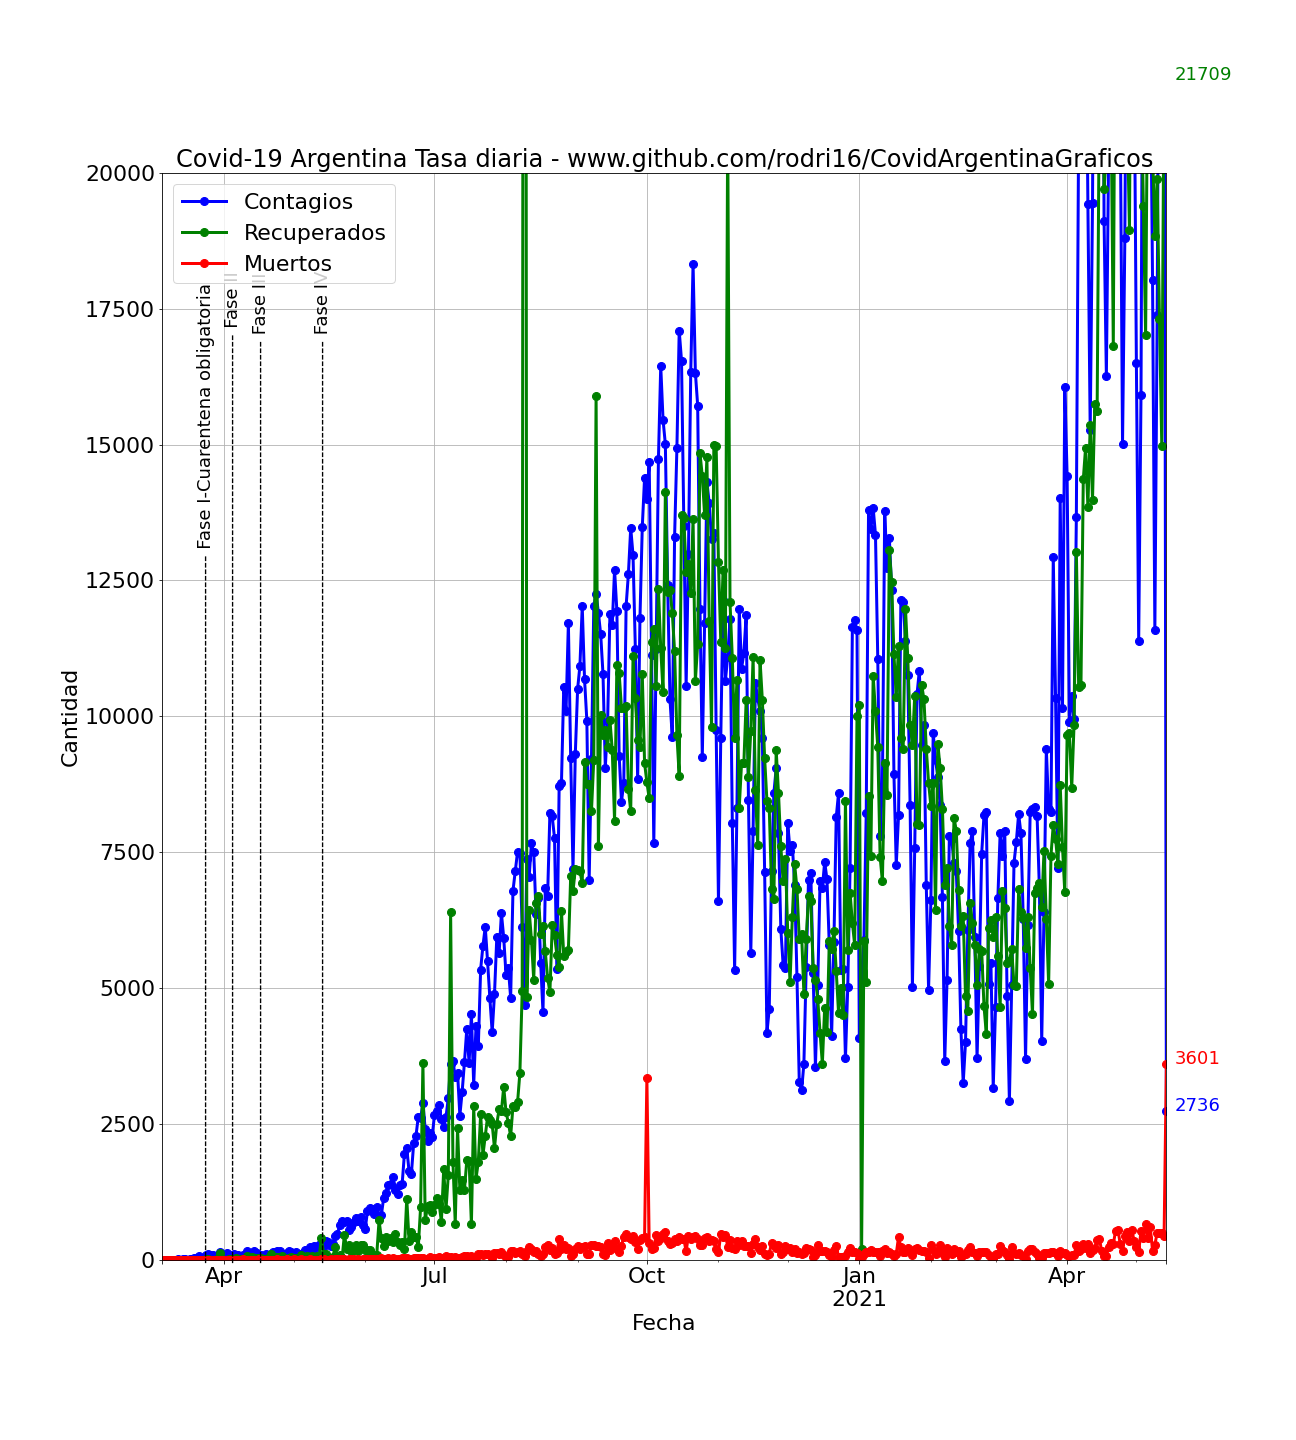 21709
Covid-19 Argentina Tasa diaria - www.github.com/rodri16/CovidArgentinaGraficos
20000
17500
15000
12500
10000
7500
5000
2500
0
Cantidad
Contagios
Recuperados
Muertos
Fase I-Cuarentena obligatoria
Fase II
Fase III
Fase IV
3601
2736
Apr
Jul
Oct
Jan
2021
Apr
Fecha